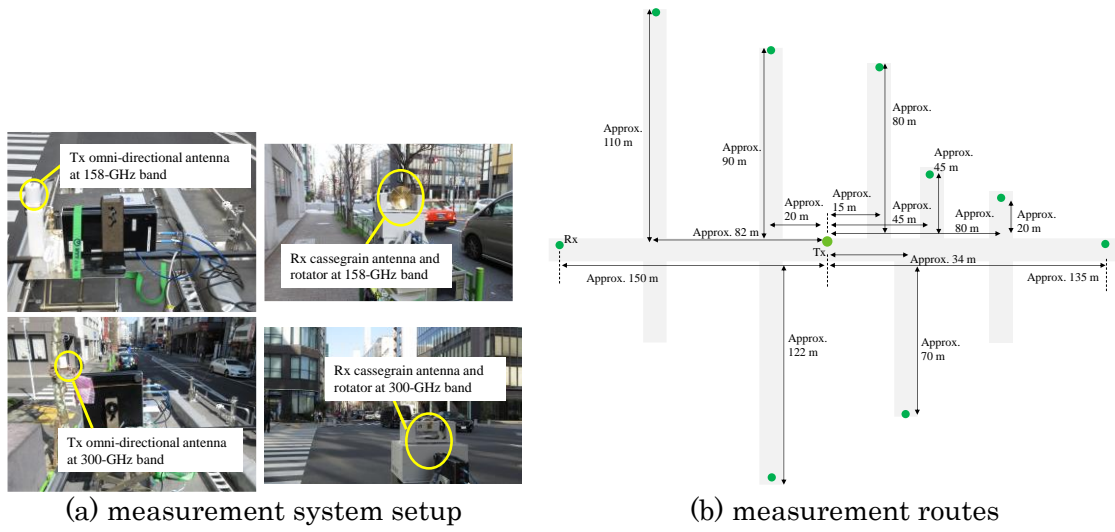 Tx omni-directional antenna
at 158-GHz band
Rx cassegrain antenna and
rotator at 158-GHz band
Tx omni-directional antenna
at 300-GHz band
Rx cassegrain antenna and
rotator at 300-GHz band
(a) measurement system setup
Approx.
110 m
Approx.
90 m
Approx.
80 m
Approx.
45 m
Approx.
15 m
Approx.
20 m
Approx.
45 m
Approx.
80 m
Approx.
20 m
Approx. 82 m
Rx
Tx
Approx. 34 m
Approx. 150 m
Approx. 135 m
Approx.
122 m
Approx.
70 m
(b) measurement routes